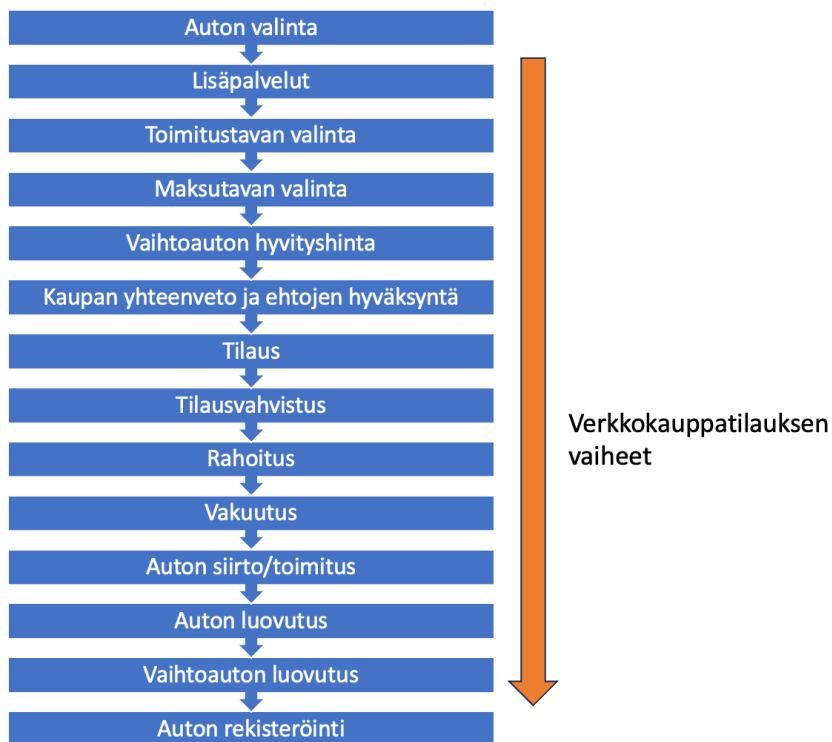 Auton valinta
Lisäpalvelut
Toimitustavan valinta
Maksutavan valinta
Vaihtoauton hyvityshinta
Kaupan yhteenveto ja ehtojen hyväksyntä
Tilaus
Tilausvahvistus
Rahoitus
Vakuutus
Auton siirto/toimitus
Auton luovutus
Vaihtoauton luovutus
Auton rekisteröinti
Verkkokauppatilauksen
vaiheet